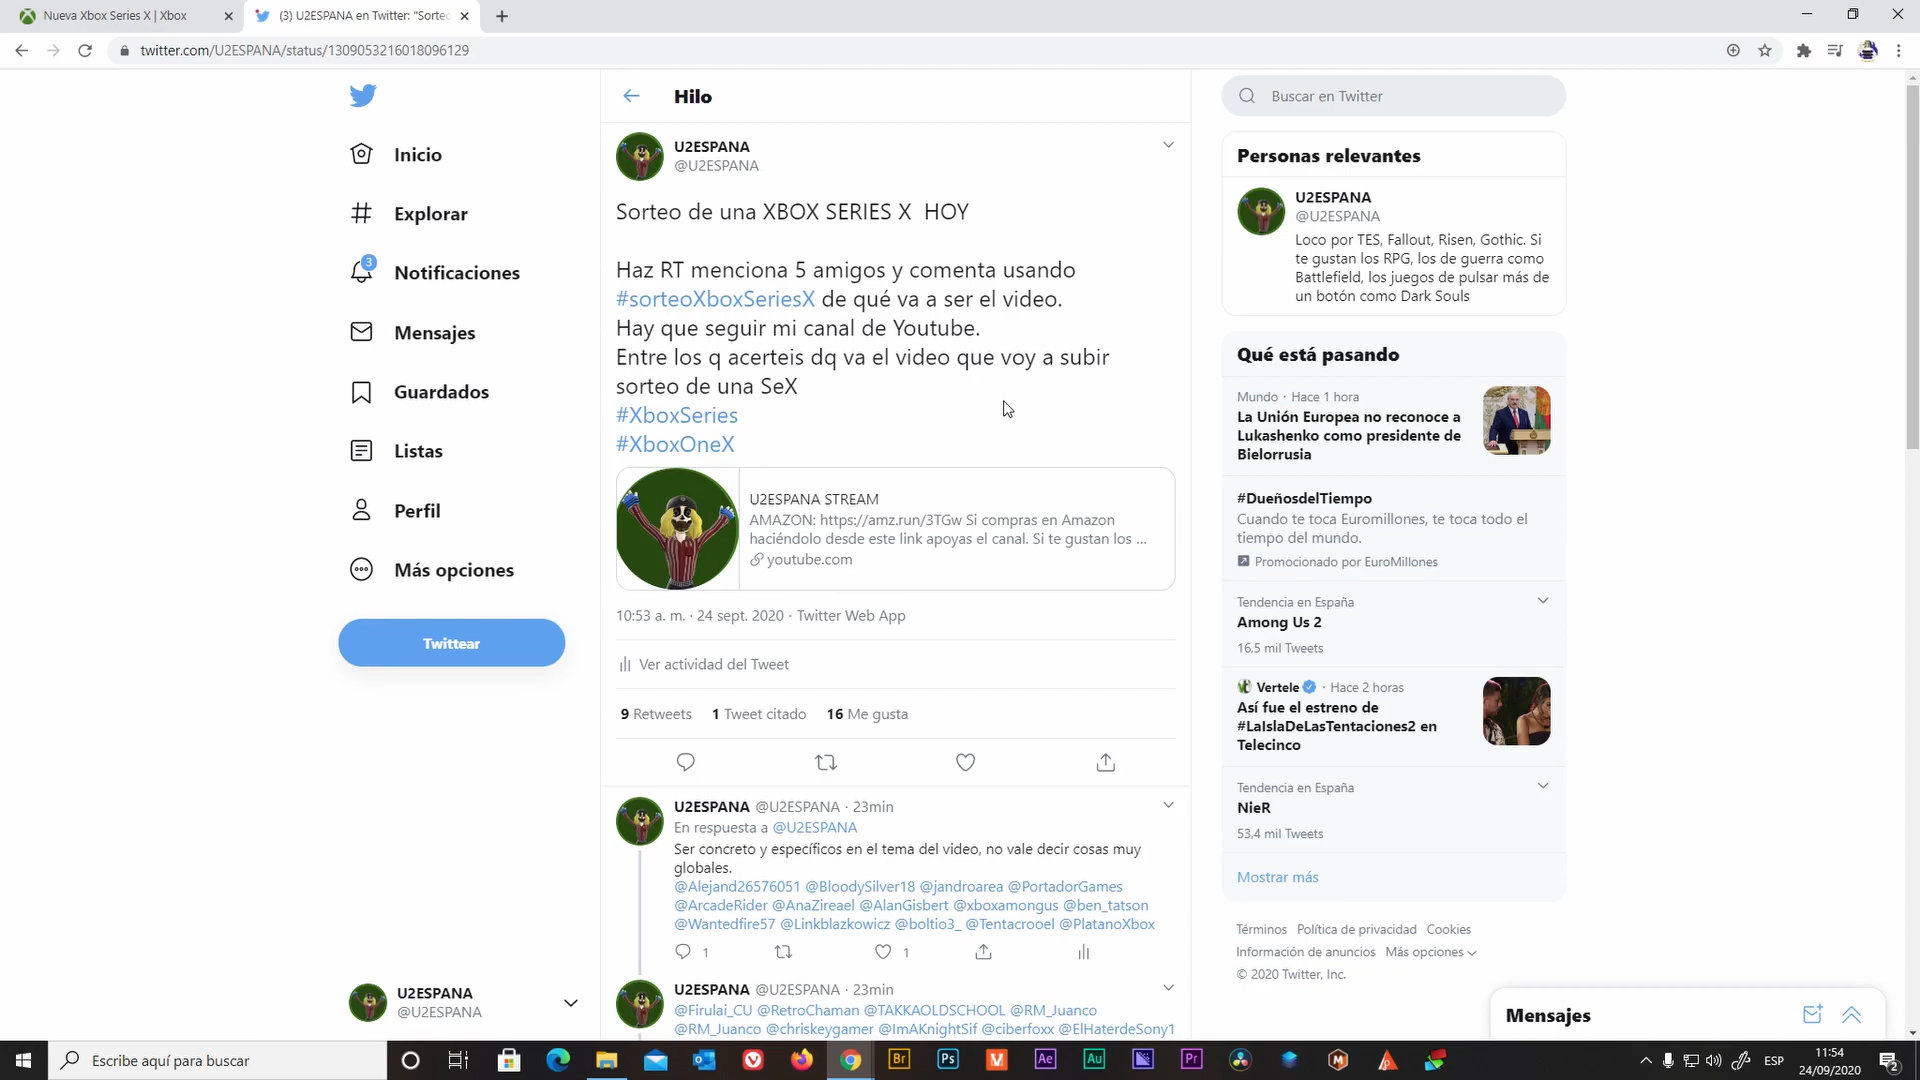 Nueva Xbox Series X | Xbox
(3) U2ESPANA en Twitter: "Sorteo
twitter.com/U2ESPANA/status/1309053216018096129
Inicio
Explorar
3
Notificaciones
Mensajes
Guardados
Listas
Perfil
Más opciones
Twittear
U2ESPANA
@U2ESPANA
Hilo
U2ESPANA
@U2ESPANA
Sorteo de una XBOX SERIES X  HOY
Haz RT menciona 5 amigos y comenta usando
#sorteoXboxSeriesX de qué va a ser el video.
Hay que seguir mi canal de Youtube.
Entre los q acerteis dq va el video que voy a subir
sorteo de una SeX
#XboxSeries
#XboxOneX
U2ESPANA STREAM
AMAZON: https://amz.run/3TGw Si compras en Amazon
haciéndolo desde este link apoyas el canal. Si te gustan los ...
youtube.com
10:53 a. m. · 24 sept. 2020 · Twitter Web App
Ver actividad del Tweet
9 Retweets 1 Tweet citado 16 Me gusta
U2ESPANA @U2ESPANA · 23min
En respuesta a @U2ESPANA
Ser concreto y específicos en el tema del video, no vale decir cosas muy
globales.
@Alejand26576051 @BloodySilver18 @jandroarea @PortadorGames
@ArcadeRider @AnaZireael @AlanGisbert @xboxamongus @ben_tatson
@Wantedfire57 @Linkblazkowicz @boltio3_ @Tentacrooel @PlatanoXbox
1 1
U2ESPANA @U2ESPANA · 23min
@Firulai_CU @RetroChaman @TAKKAOLDSCHOOL @RM_Juanco
@RM_Juanco @chriskeygamer @ImAKnightSif @ciberfoxx @ElHaterdeSony1
Buscar en Twitter
Personas relevantes
U2ESPANA
@U2ESPANA
Loco por TES, Fallout, Risen, Gothic. Si
te gustan los RPG, los de guerra como
Battlefield, los juegos de pulsar más de
un botón como Dark Souls
Qué está pasando
Mundo · Hace 1 hora
La Unión Europea no reconoce a
Lukashenko como presidente de
Bielorrusia
#DueñosdelTiempo
Cuando te toca Euromillones, te toca todo el
tiempo del mundo.
Promocionado por EuroMillones
Tendencia en España
Among Us 2
16,5 mil Tweets
Vertele · Hace 2 horas
Así fue el estreno de
#LaIslaDeLasTentaciones2 en
Telecinco
Tendencia en España
NieR
53,4 mil Tweets
Mostrar más
Términos Política de privacidad Cookies
Información de anuncios Más opciones
© 2020 Twitter, Inc.
Mensajes
Escribe aquí para buscar
Br
Ps
Ae
Au
Pr
ESP
11:54
24/09/2020
2